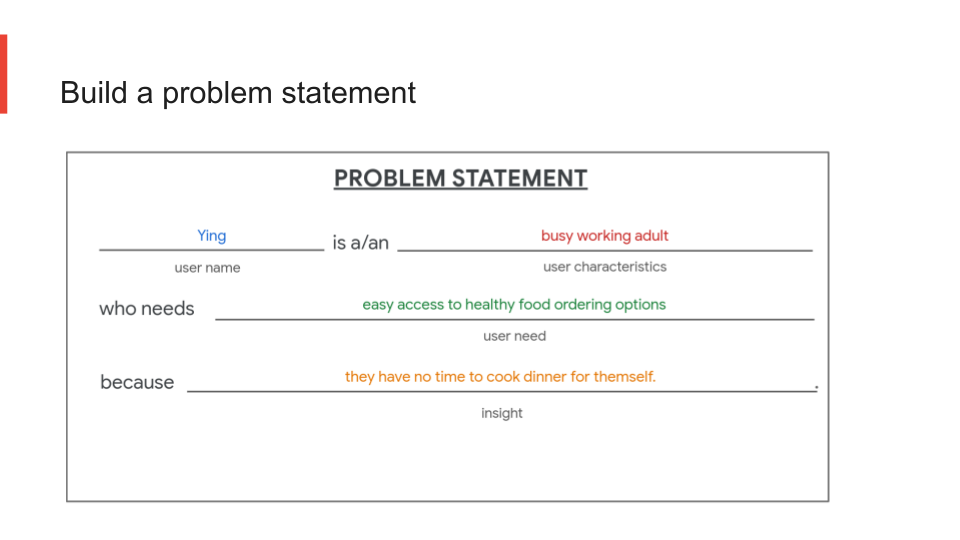 Build a problem statement
PROBLEM STATEMENT
Ying is a/an busy working adult
user name user characteristics
who needs easy access to healthy food ordering options
user need
because they have no time to cook dinner for themself. .
insight